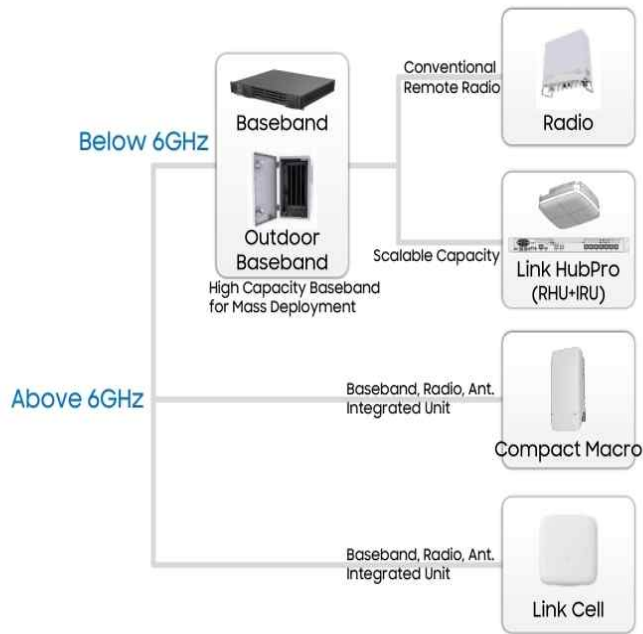 Conventional
Remote Radio
Radio
Below 6GHz
Baseband
Outdoor
Baseband
High Capacity Baseband
for Mass Deployment
Scalable Capacity
Link HubPro
(RHU+IRU)
Above 6GHz
Baseband, Radio, Ant.
Integrated Unit
Compact Macro
Baseband, Radio, Ant.
Integrated Unit
Link Cell